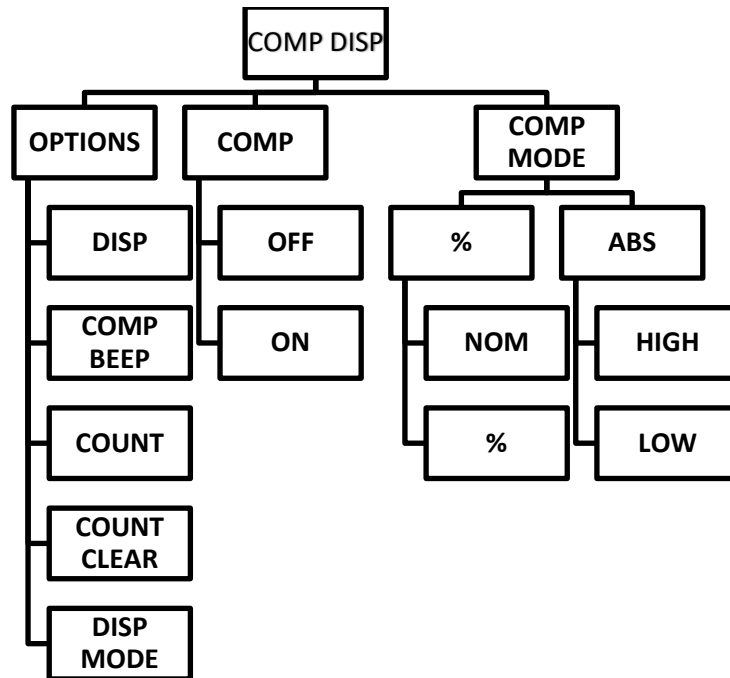 COMP DISP
OPTIONS
COMP
COMP
MODE
DISP
OFF
%
ABS
COMP
BEEP
ON
NOM
HIGH
COUNT
%
LOW
COUNT
CLEAR
DISP
MODE